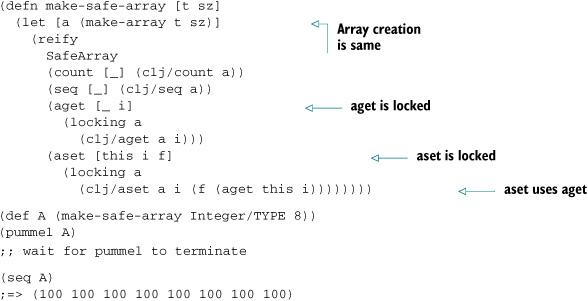 (defn make-safe-array [t sz]
(let [a (make-array t sz)]
Array creation
is same
(reify
SafeArray
(count [_] (clj/count a))
(seq [_] (clj/seq a))
(aget [_ i]
aget is locked
(locking a
(clj/aget a i)))
(aset [this i f]
aset is locked
(locking a
(clj/aset a i (f (aget this i))))))))
aset uses aget
(def A (make-safe-array Integer/TYPE 8))
(pummel A)
;; wait for pummel to terminate
(seq A)
;=> (100 100 100 100 100 100 100 100)